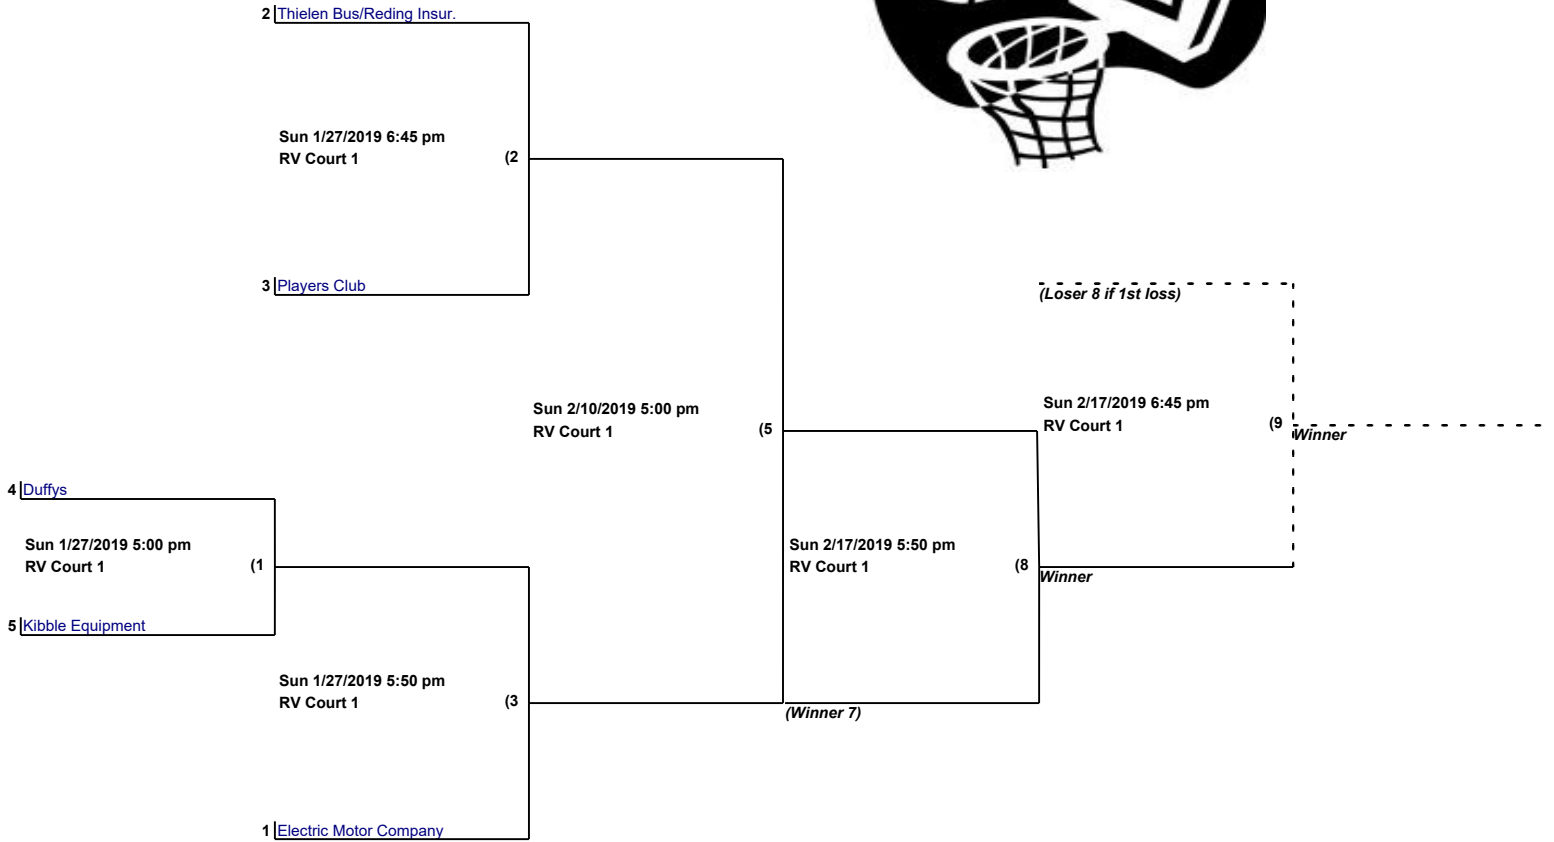 2 Thielen Bus/Reding Insur.
Sun 1/27/2019 6:45 pm
RV Court 1 (2
3 Players Club
(Loser 8 if 1st loss)
Sun 2/10/2019 5:00 pm
RV Court 1 (5
Sun 2/17/2019 6:45 pm
RV Court 1 (9
Winner
4 Duffys
Sun 1/27/2019 5:00 pm
RV Court 1 (1
Sun 2/17/2019 5:50 pm
RV Court 1 (8
Winner
5 Kibble Equipment
Sun 1/27/2019 5:50 pm
RV Court 1 (3
(Winner 7)
1 Electric Motor Company